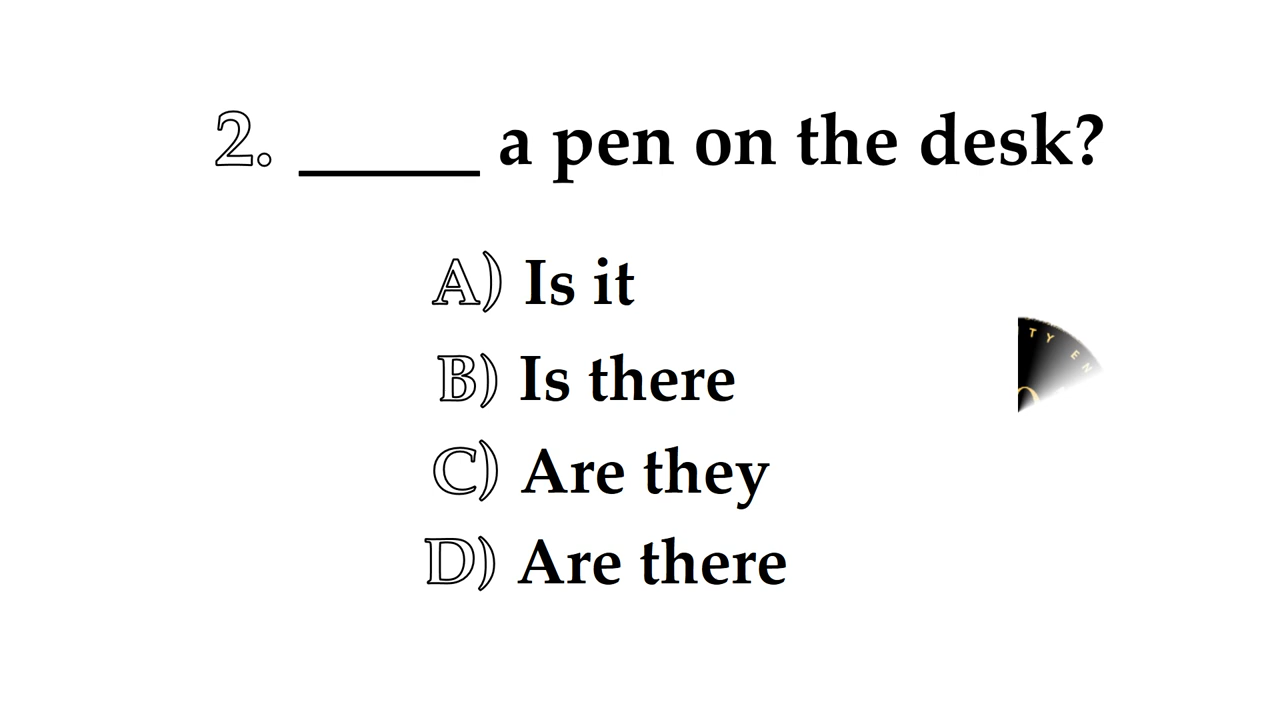 2. _____ a pen on the desk?
A) Is it
B) Is there
C) Are they
D) Are there
T Y E N